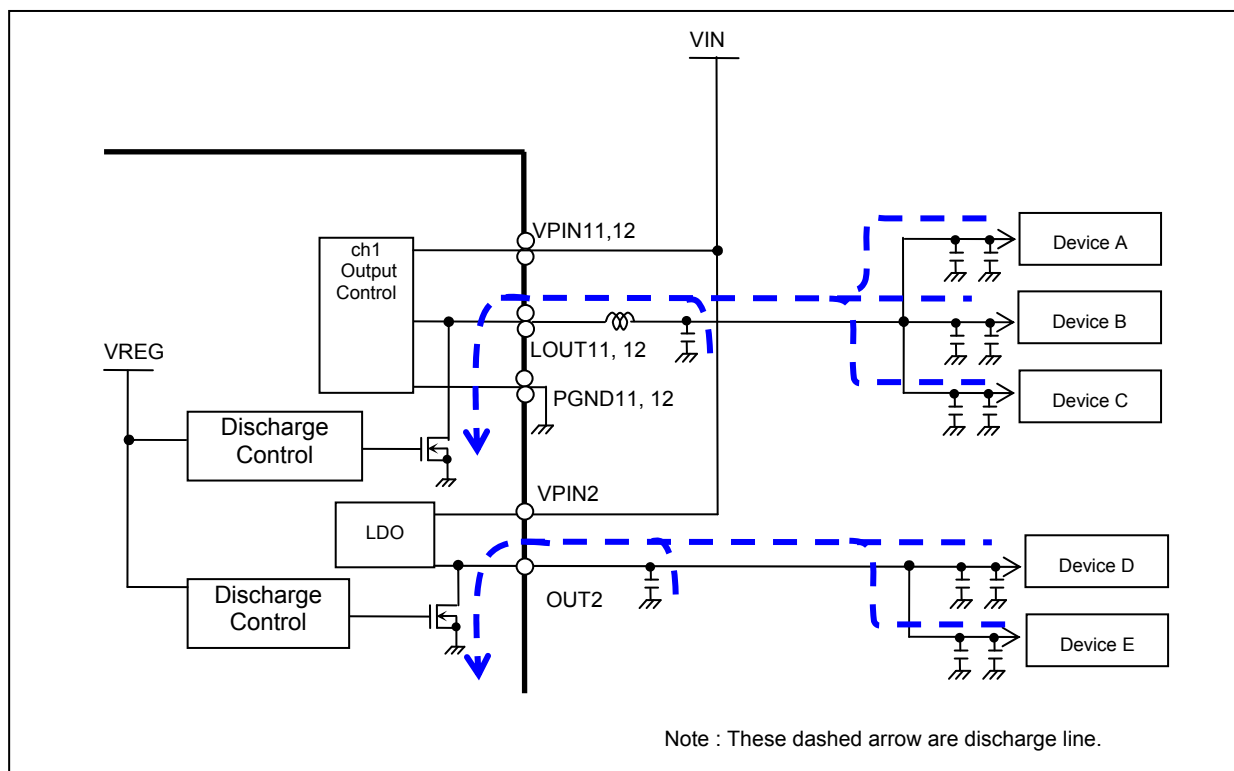 VIN
VPIN11,12
ch1
Output
Control
Device A
Device B
LOUT11, 12
VREG
PGND11, 12
Device C
Discharge
Control
VPIN2
LDO
Device D
OUT2
Discharge
Control
Device E
Note : These dashed arrow are discharge line.